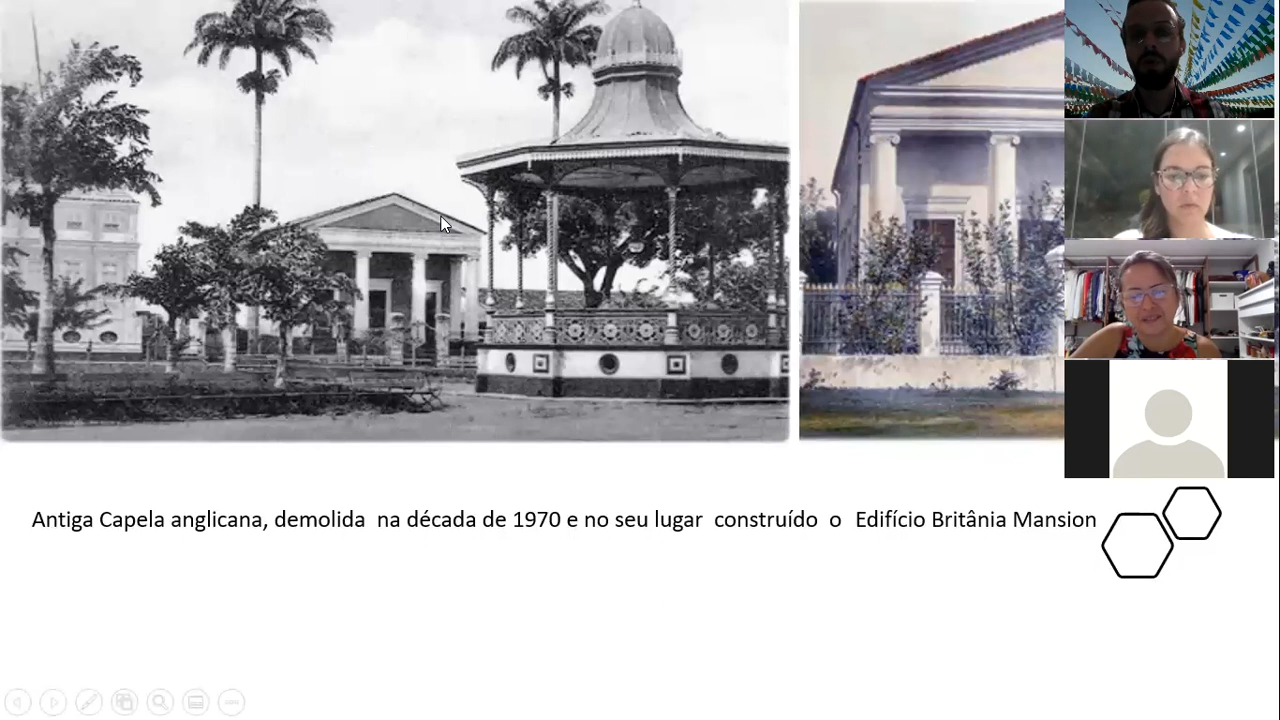 Antiga Capela anglicana, demolida na década de 1970 e no seu lugar construído o Edifício Britânia Mansion